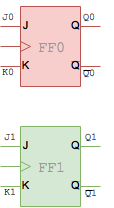 J0 J Q Q0
FF0
K0 K Q Q0
J1 J Q Q1
FF1
K1 K Q Q1